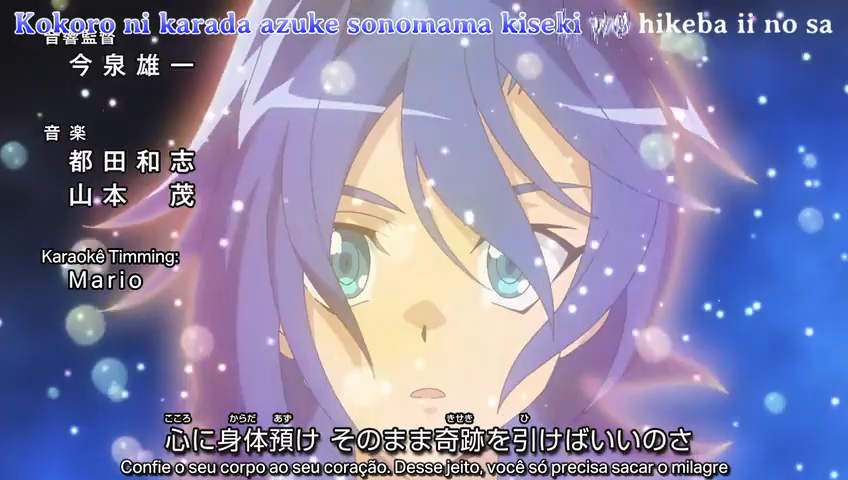 Kokoro ni karada azuke sonomama kiseki wo hikeba ii no sa
音響監督
今泉雄一
音楽
都田和志
山本 茂
Karaokê Timming:
Mario
こころ からだ あず きせき ひ
心に身体預け そのまま奇跡を引けばいいのさ
Confie o seu corpo ao seu coração. Desse jeito, você só precisa sacar o milagre